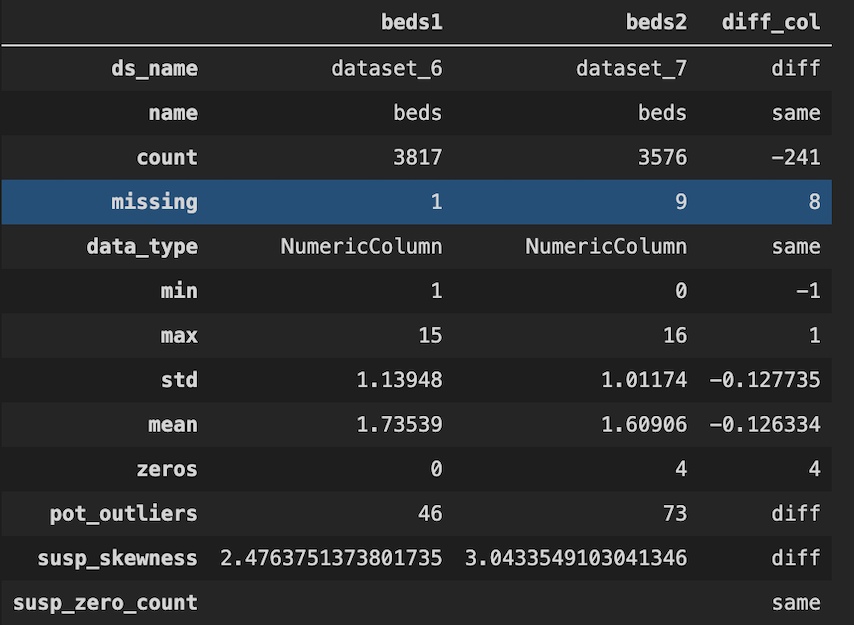 beds1 beds2 diff_col
ds_name dataset_6 dataset_7 diff
name beds beds same
count 3817 3576 −241
missing 1 9 8
data_type NumericColumn NumericColumn same
min 1 0 −1
max 15 16 1
std 1.13948 1.01174 −0.127735
mean 1.73539 1.60906 −0.126334
zeros 0 4 4
pot_outliers 46 73 diff
susp_skewness 2.4763751373801735 3.0433549103041346 diff
susp_zero_count same